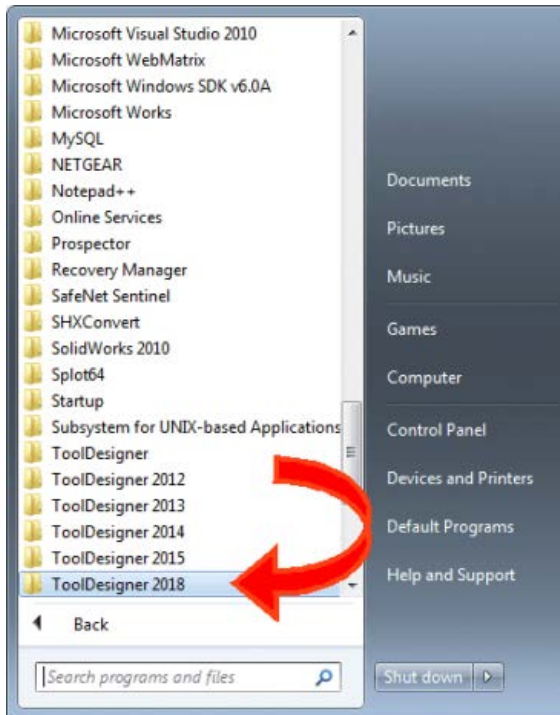 Microsoft Visual Studio 2010
Microsoft WebMatrix
Microsoft Windows SDK v6.0A
Microsoft Works
MySQL
NETGEAR
Notepad++
Online Services
Prospector
Recovery Manager
SafeNet Sentinel
SHXConvert
SolidWorks 2010
Splot64
Startup
Subsystem for UNIX-based Applications
ToolDesigner
ToolDesigner 2012
ToolDesigner 2013
ToolDesigner 2014
ToolDesigner 2015
ToolDesigner 2018
Back
Search programs and files
Documents
Pictures
Music
Games
Computer
Control Panel
Devices and Printers
Default Programs
Help and Support
Shut down